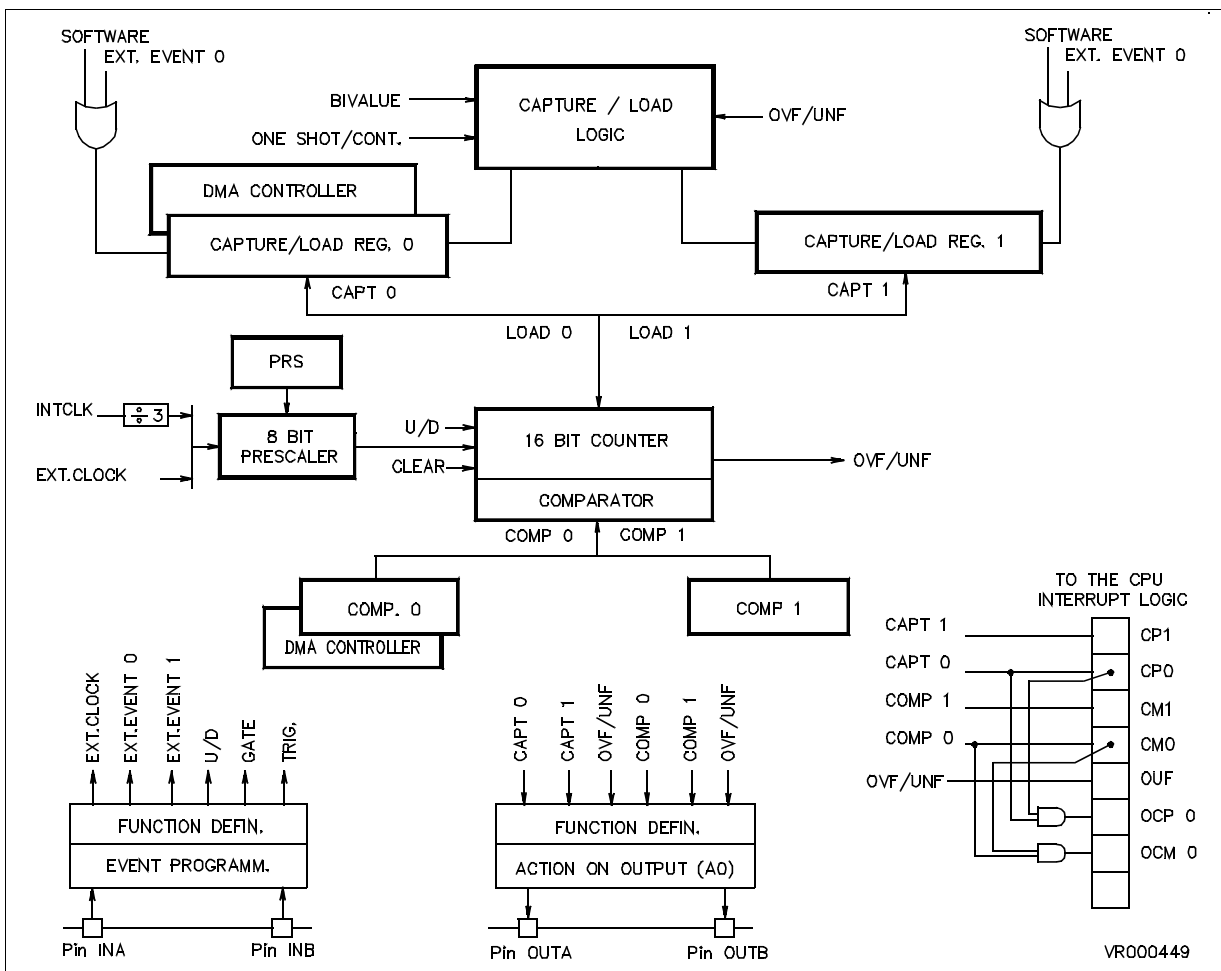 SOFTWARE
EXT. EVENT 0
SOFTWARE
EXT. EVENT 0
BIVALUE
ONE SHOT/CONT.
CAPTURE / LOAD
LOGIC
OVF/UNF
DMA CONTROLLER
CAPTURE/LOAD REG. 0
CAPTURE/LOAD REG. 1
CAPT 0
CAPT 1
LOAD 0
LOAD 1
PRS
INTCLK
÷ 3
8 BIT
PRESCALER
EXT.CLOCK
U/D
CLEAR
16 BIT COUNTER
COMPARATOR
OVF/UNF
COMP 0
COMP 1
COMP. 0
DMA CONTROLLER
COMP 1
TO THE CPU
INTERRUPT LOGIC
CAPT 1
CP1
CAPT 0
CP0
COMP 1
CM1
COMP 0
CM0
OVF/UNF
OUF
OCP 0
OCM 0
EXT.CLOCK
EXT.EVENT 0
EXT.EVENT 1
U/D
GATE
TRIG.
FUNCTION DEFIN.
EVENT PROGRAMM.
Pin INA
Pin INB
CAPT 0
CAPT 1
OVF/UNF
COMP 0
COMP 1
OVF/UNF
FUNCTION DEFIN.
ACTION ON OUTPUT (AO)
Pin OUTA
Pin OUTB
VR000449